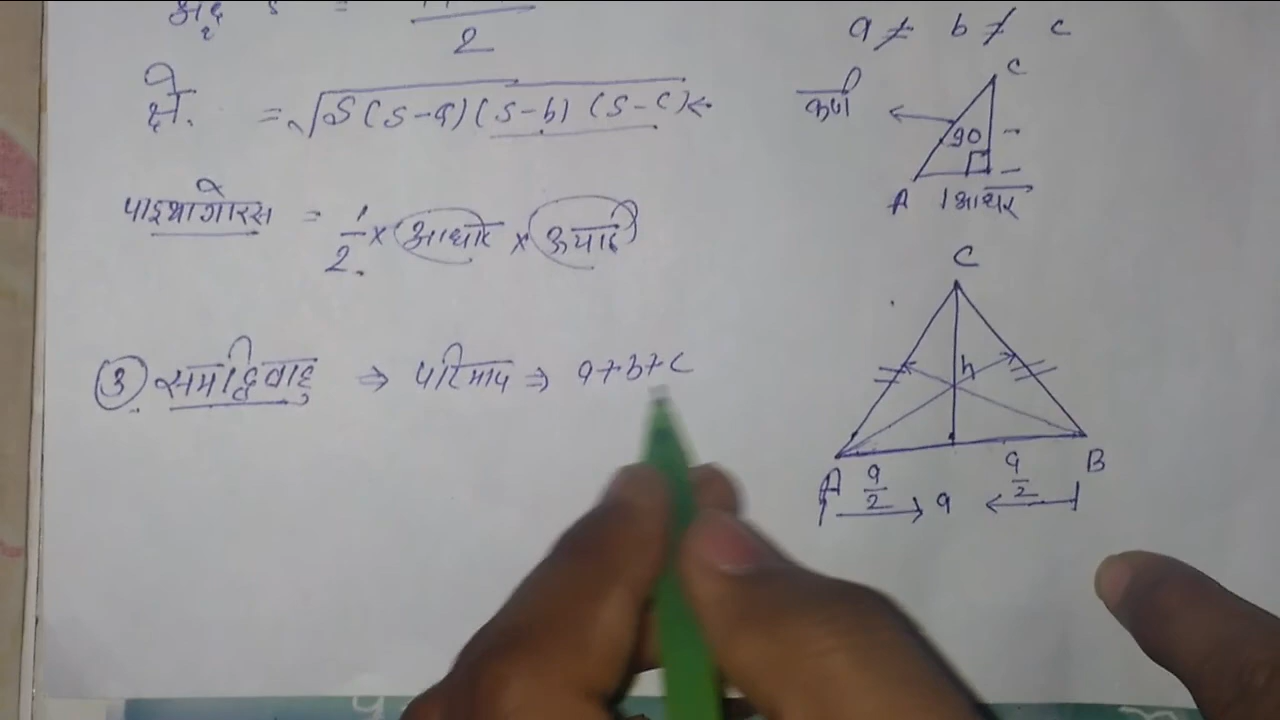 2
a ≠ b ≠ c
क्षे. = √S(S-a)(S-b)(S-c)
कर्ण
C
90
A
आधार
पाइथागोरस = 1/2 × आधार × ऊंचाई
C
h
③ समद्विबाहु ⇒ परिमाप ⇒ a+b+c
A a/2 a/2 B
a